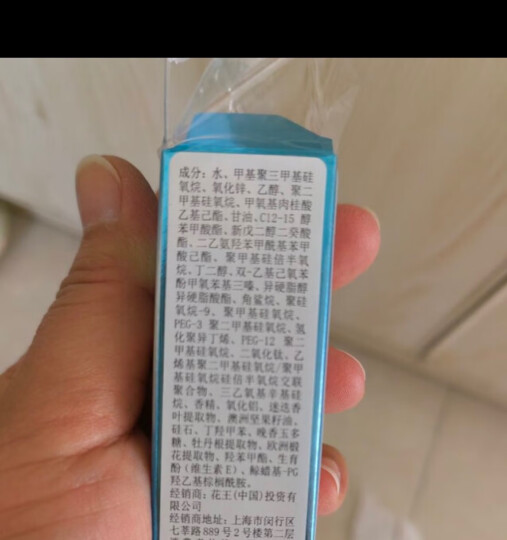 成分：水、甲基聚三甲基硅
氧烷、氧化锌、乙醇、聚二
甲基硅氧烷、甲氧基肉桂酸
乙基己酯、甘油、C12-15 醇
苯甲酸酯、新戊二醇二癸酸
酯、二乙氨羟苯甲酰基苯甲
酸己酯、聚甲基硅倍半氧
烷、丁二醇、双-乙基己氧苯
酚甲氧苯基三嗪、异硬脂醇
异硬脂酸酯、角鲨烷、聚硅
氧烷-9、聚甲基硅氧烷、
PEG-3 聚二甲基硅氧烷、氢
化聚异丁烯、PEG-12 聚二
甲基硅氧烷、二氧化钛、乙
烯基聚二甲基硅氧烷/聚甲
基硅氧烷硅倍半氧烷交联
聚合物、三乙氧基辛基硅
烷、香精、氧化铝、迷迭香
叶提取物、澳洲坚果籽油、
硅石、丁羟甲苯、晚香玉多
糖、牡丹根提取物、欧洲椴
花提取物、羟苯甲酯、生育
酚(维生素E)、鲸蜡基-PG
羟乙基棕榈酰胺。
经销商：花王(中国)投资有
限公司
经销商地址：上海市闵行区
七莘路889号2号楼第二层